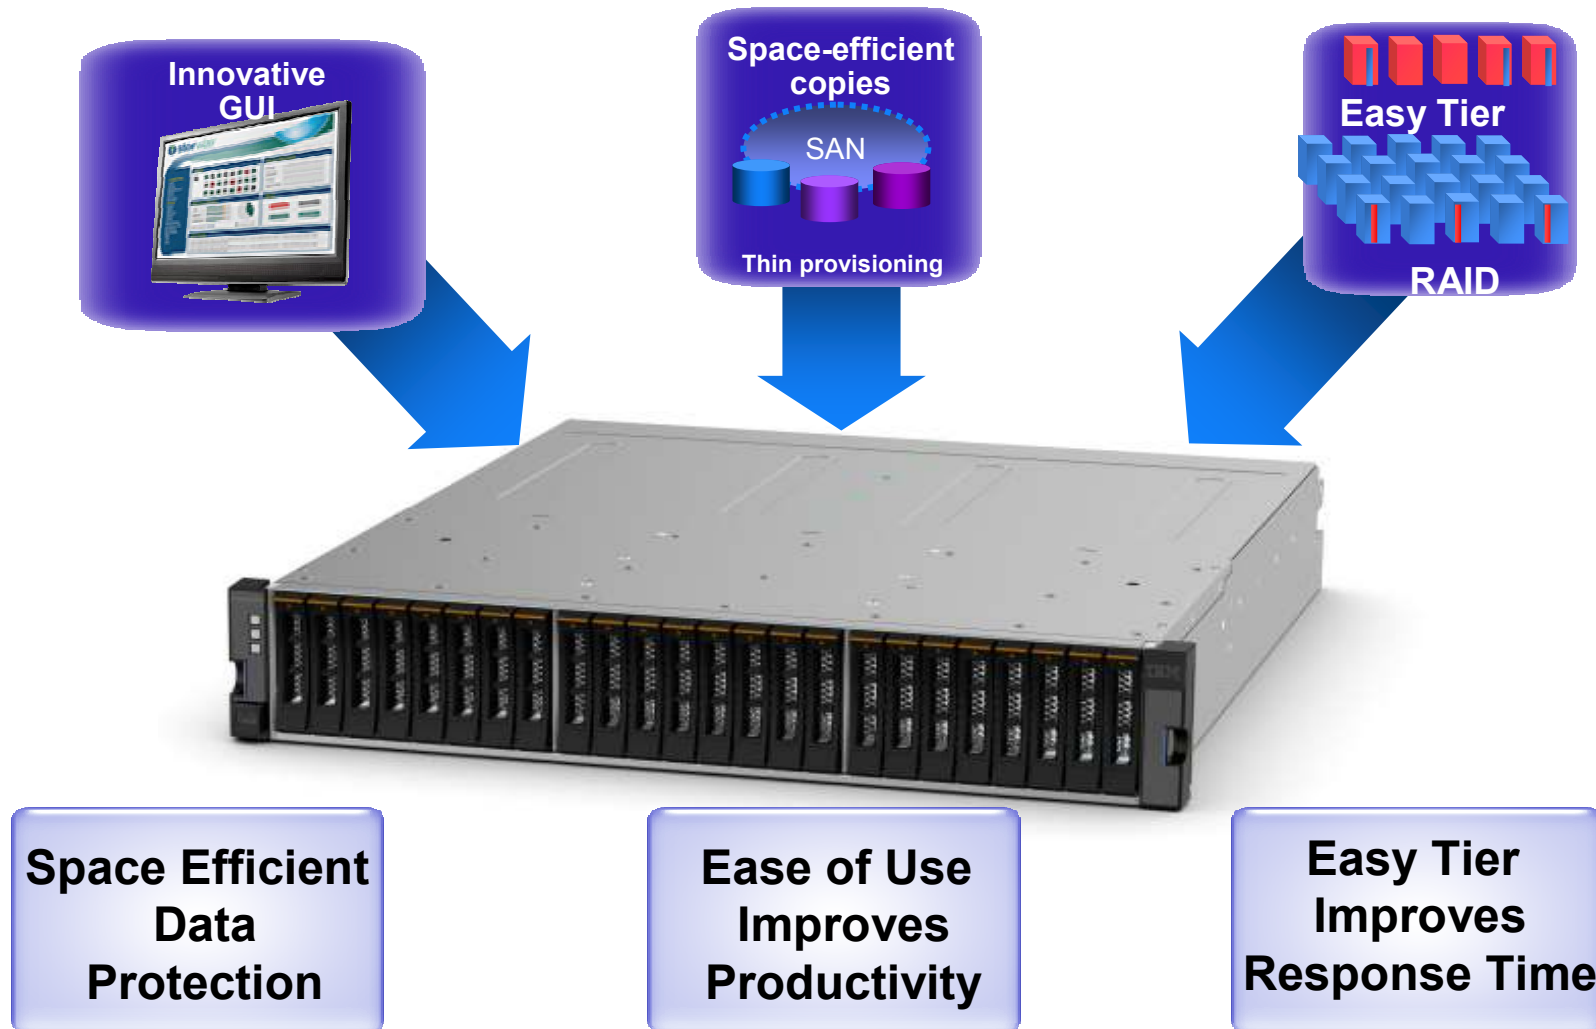 Innovative
GUI
Space-efficient
copies
SAN
Thin provisioning
Easy Tier
RAID
IBM
Space Efficient
Data
Protection
Ease of Use
Improves
Productivity
Easy Tier
Improves
Response Time